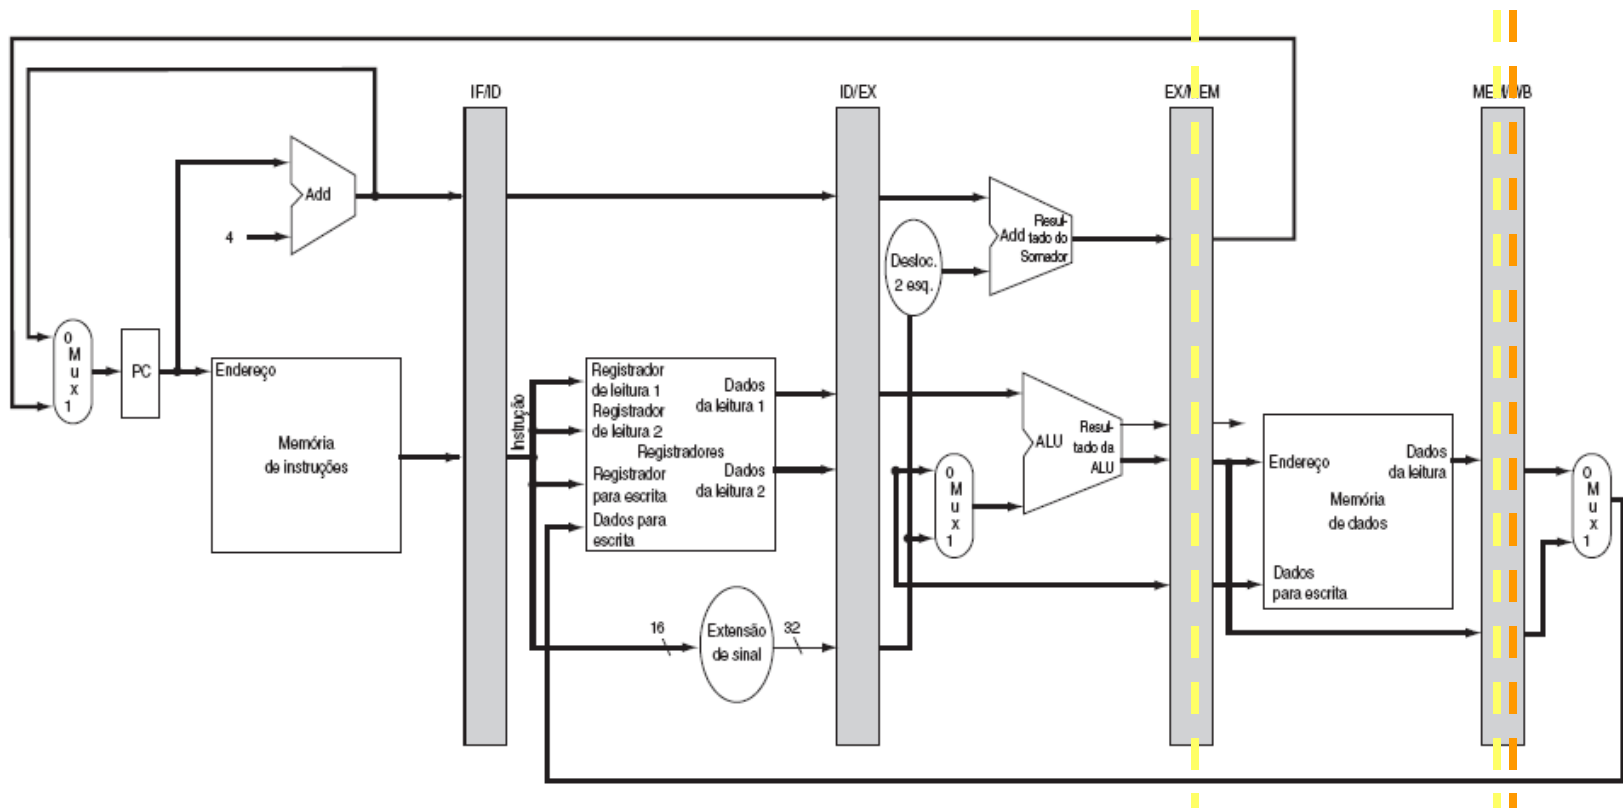 IF/ID
ID/EX
EX/MEM
MEM/WB
Add
4
0
M
u
x
1
PC
Endereço
Memória
de instruções
Instrução
Registrador
de leitura 1
Registrador
de leitura 2
Registradores
Registrador
para escrita
Dados para
escrita
Dados
da leitura 1
Dados
da leitura 2
16
Extensão
de sinal
32
Desloc.
2 esq.
Add
Resul-
tado do
Somador
0
M
u
x
1
ALU
Resul-
tado da
ALU
Endereço
Dados
da leitura
Memória
de dados
Dados
para escrita
0
M
u
x
1